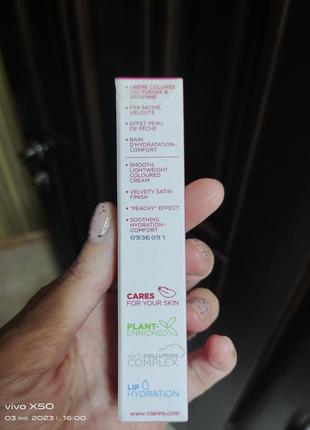 • CRÈME COLORÉE
ONCTUEUSE &
AÉRIENNE
• FINI SATINÉ
VELOUTÉ
• EFFET PEAU
DE PÊCHE
• BAIN
D'HYDRATATION-
CONFORT
• SMOOTH,
LIGHTWEIGHT
COLOURED
CREAM
• VELVETY SATIN
FINISH
• "PEACHY" EFFECT
• SOOTHING
HYDRATION-
COMFORT
0936091
CARES
FOR YOUR SKIN
PLANT-
ENRICHED
ANTI-POLLUTION
COMPLEX
LIP
HYDRATION
www.clarins.com
vivo X50
03 янв. 2023 г., 16:00